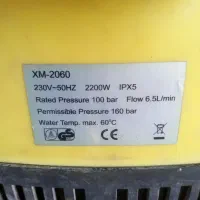 XM-2060
230V~50HZ 2200W IPX5
Rated Pressure 100 bar Flow 6.5L/min
Permissible Pressure 160 bar
Water Temp. max. 60°C